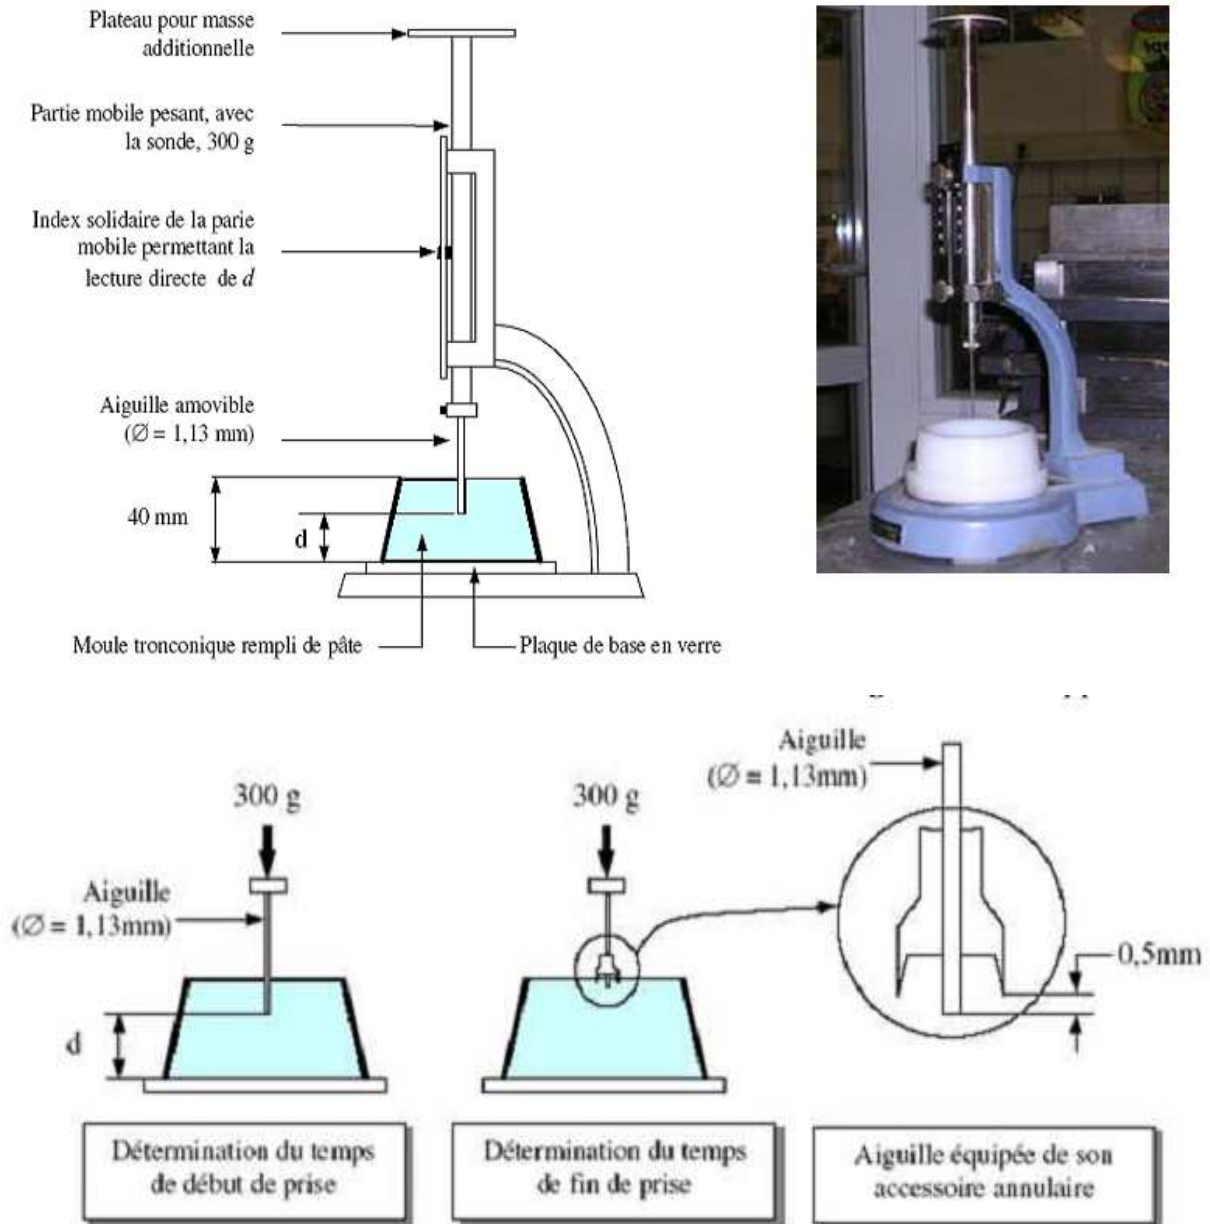 Plateau pour masse
additionnelle
Partie mobile pesant, avec
la sonde, 300 g
Index solidaire de la parie
mobile permettant la
lecture directe de d
Aiguille amovible
(Ø = 1,13 mm)
40 mm
d
Moule tronconique rempli de pâte
Plaque de base en verre
Aiguille
(Ø = 1,13mm)
300 g
300 g
Aiguille
(Ø = 1,13mm)
0,5mm
d
Détermination du temps
de début de prise
Détermination du temps
de fin de prise
Aiguille équipée de son
accessoire annulaire